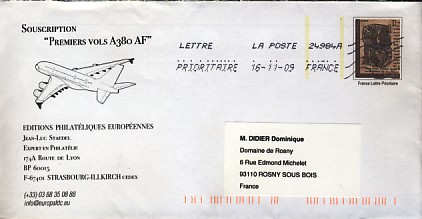 Souscription
"Premiers vols A380 AF"
LETTRE LA POSTE 24984A
PRIORITAIRE 16-11-09 FRANCE
France Lettre Prioritaire
EDITIONS PHILATÉLIQUES EUROPÉENNES
Jean-Luc Staedel
Expert en Philatélie
174A Route de Lyon
BP 60015
F-67401 STRASBOURG-ILLKIRCH cedex
(+33) 03 88 35 08 88
info@europafdc.eu
M. DIDIER Dominique
Domaine de Rosny
6 Rue Edmond Michelet
93110 ROSNY SOUS BOIS
France